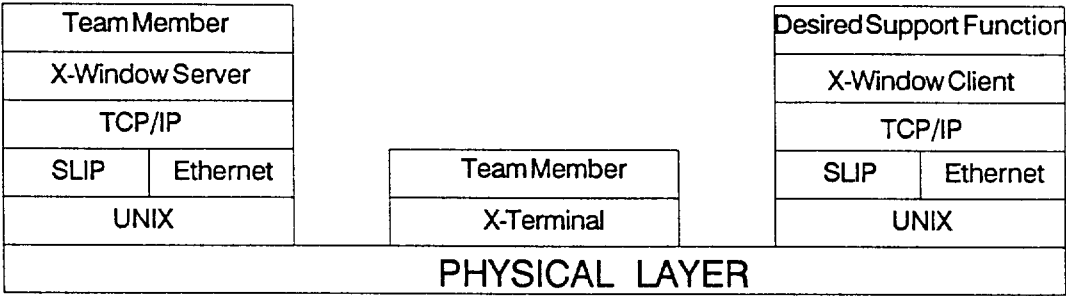 Team Member
X-Window Server
TCP/IP
SLIP Ethernet
UNIX
Team Member
X-Terminal
Desired Support Function
X-Window Client
TCP/IP
SLIP Ethernet
UNIX
PHYSICAL LAYER